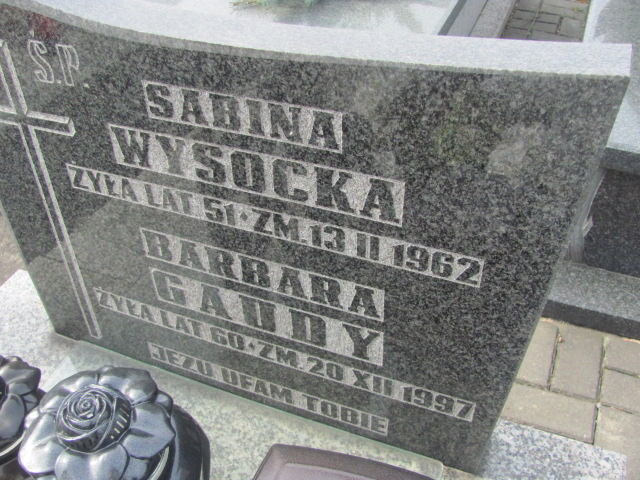 Ś.P.
SABINA
WYSOCKA
ŻYŁA LAT 51 · ZM. 13 II 1962
BARBARA
GAUDY
ŻYŁA LAT 60 · ZM. 20 XII 1997
JEZU UFAM TOBIE